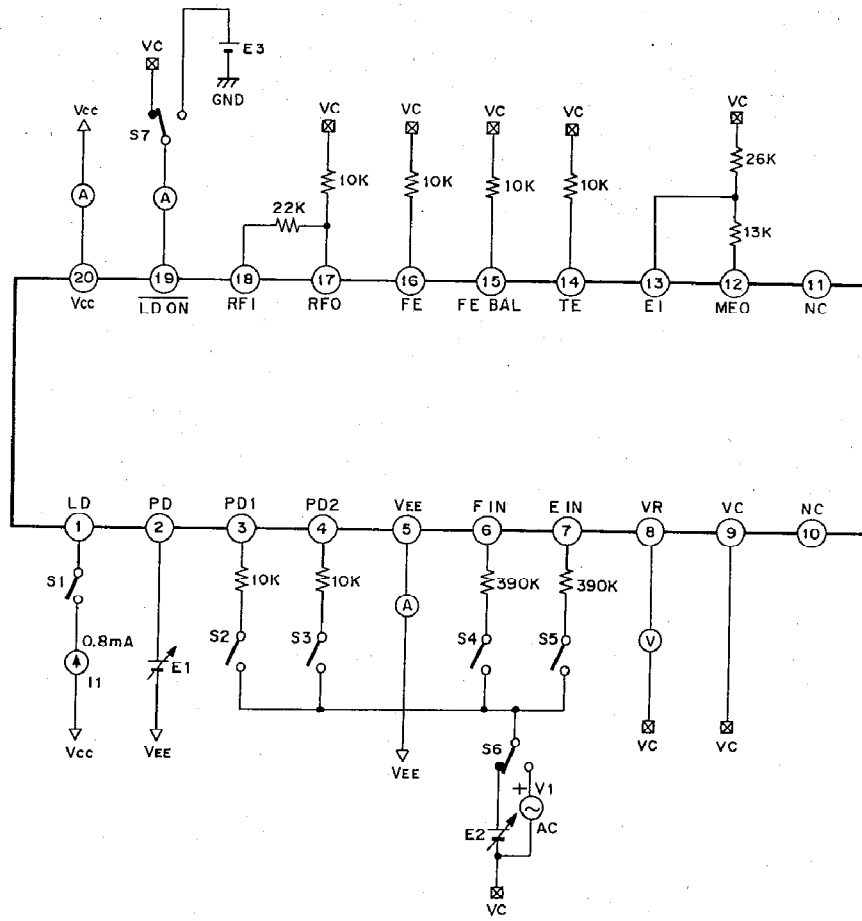 E3
VC
GND
Vcc
S7
VC
VC
VC
VC
VC
A
A
10K
10K
10K
10K
26K
22K
13K
20
19
18
17
16
15
14
13
12
11
Vcc
LD ON
RFI
RFO
FE
FE BAL
TE
EI
MEO
NC
LD
PD
PD1
PD2
VEE
F IN
E IN
VR
VC
NC
1
2
3
4
5
6
7
8
9
10
S1
10K
10K
390K
390K
A
0.8mA
I1
E1
S2
S3
S4
S5
V
Vcc
VEE
VEE
S6
VC
VC
+
V1
E2
AC
VC